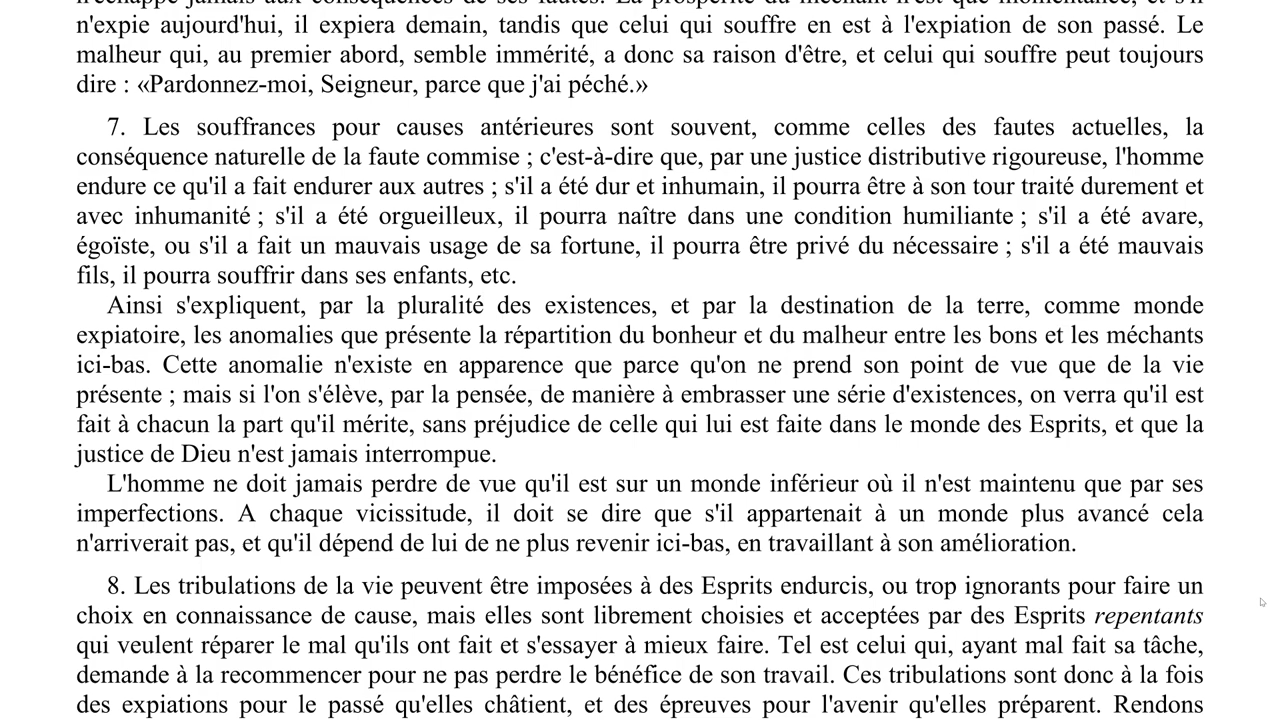 n'échappe jamais aux conséquences de ses fautes. La prospérité du méchant n'est que momentanée, et s'il
n'expie aujourd'hui, il expiera demain, tandis que celui qui souffre en est à l'expiation de son passé. Le
malheur qui, au premier abord, semble immérité, a donc sa raison d'être, et celui qui souffre peut toujours
dire : «Pardonnez-moi, Seigneur, parce que j'ai péché.»
7. Les souffrances pour causes antérieures sont souvent, comme celles des fautes actuelles, la
conséquence naturelle de la faute commise ; c'est-à-dire que, par une justice distributive rigoureuse, l'homme
endure ce qu'il a fait endurer aux autres ; s'il a été dur et inhumain, il pourra être à son tour traité durement et
avec inhumanité ; s'il a été orgueilleux, il pourra naître dans une condition humiliante ; s'il a été avare,
égoïste, ou s'il a fait un mauvais usage de sa fortune, il pourra être privé du nécessaire ; s'il a été mauvais
fils, il pourra souffrir dans ses enfants, etc.
Ainsi s'expliquent, par la pluralité des existences, et par la destination de la terre, comme monde
expiatoire, les anomalies que présente la répartition du bonheur et du malheur entre les bons et les méchants
ici-bas. Cette anomalie n'existe en apparence que parce qu'on ne prend son point de vue que de la vie
présente ; mais si l'on s'élève, par la pensée, de manière à embrasser une série d'existences, on verra qu'il est
fait à chacun la part qu'il mérite, sans préjudice de celle qui lui est faite dans le monde des Esprits, et que la
justice de Dieu n'est jamais interrompue.
L'homme ne doit jamais perdre de vue qu'il est sur un monde inférieur où il n'est maintenu que par ses
imperfections. A chaque vicissitude, il doit se dire que s'il appartenait à un monde plus avancé cela
n'arriverait pas, et qu'il dépend de lui de ne plus revenir ici-bas, en travaillant à son amélioration.
8. Les tribulations de la vie peuvent être imposées à des Esprits endurcis, ou trop ignorants pour faire un
choix en connaissance de cause, mais elles sont librement choisies et acceptées par des Esprits repentants
qui veulent réparer le mal qu'ils ont fait et s'essayer à mieux faire. Tel est celui qui, ayant mal fait sa tâche,
demande à la recommencer pour ne pas perdre le bénéfice de son travail. Ces tribulations sont donc à la fois
des expiations pour le passé qu'elles châtient, et des épreuves pour l'avenir qu'elles préparent. Rendons